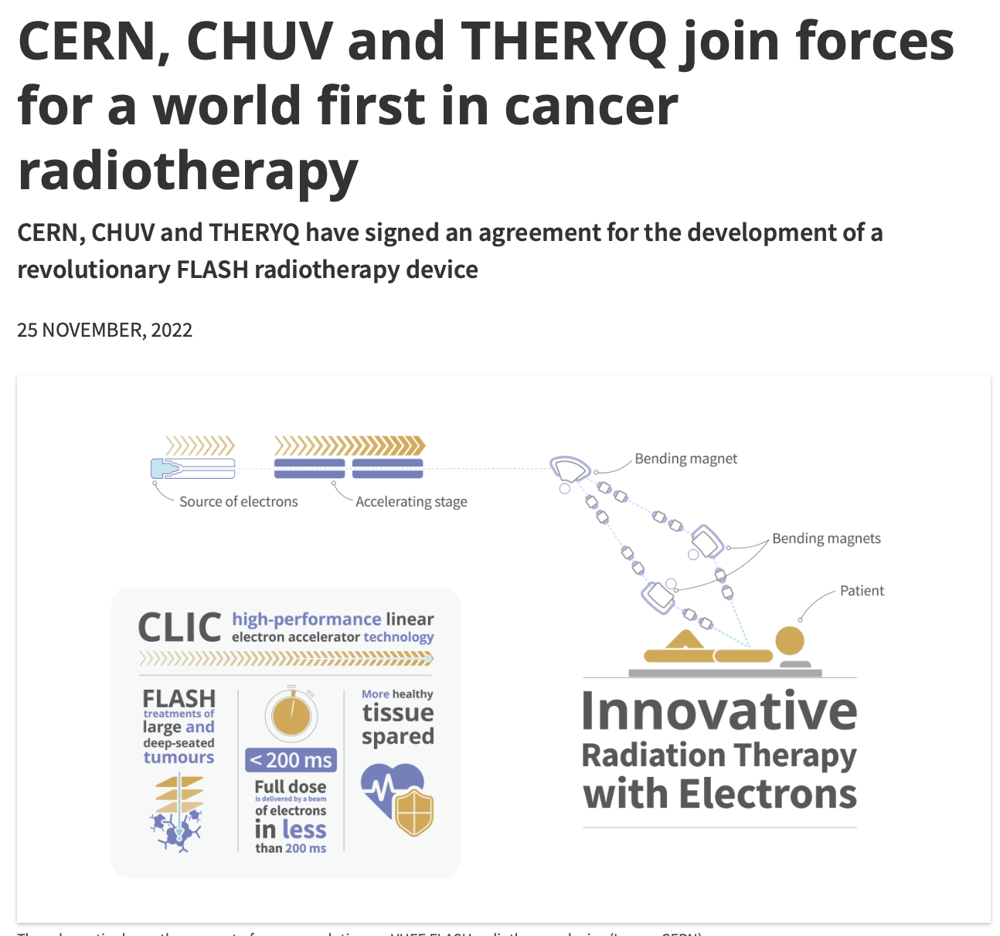 CERN, CHUV and THERYQ join forces
for a world first in cancer
radiotherapy
CERN, CHUV and THERYQ have signed an agreement for the development of a
revolutionary FLASH radiotherapy device
25 NOVEMBER, 2022
Bending magnet
Source of electrons
Accelerating stage
Bending magnets
Patient
CLIC high-performance linear
electron accelerator technology
FLASH
treatments of
large and
deep-seated
tumours
< 200 ms
Full dose
is delivered by a beam
of electrons
in less
than 200 ms
More healthy
tissue
spared
Innovative
Radiation Therapy
with Electrons